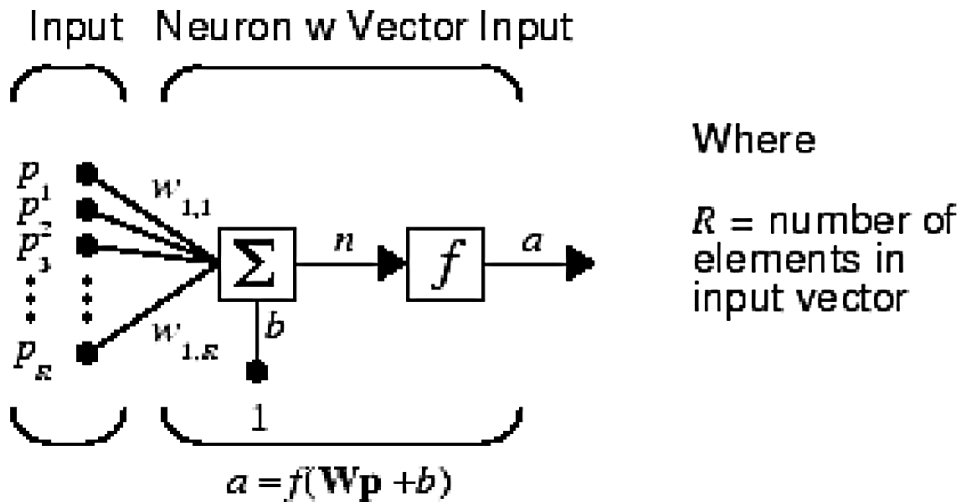 Input Neuron w Vector Input
p1
p2
p3
pR
w1,1
w1,R
Σ
n
f
a
b
1
a = f(Wp + b)
Where
R = number of
elements in
input vector